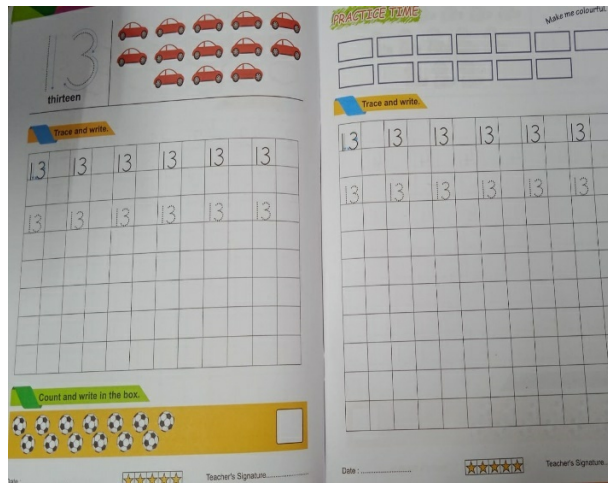 13
thirteen
Trace and write.
13 13 13 13 13 13
13 13 13 13 13 13
Count and write in the box.
Teacher's Signature
PRACTICE TIME
Make me colourful
Trace and write.
13 13 13 13 13 13
13 13 13 13 13 13
Date :
Teacher's Signature